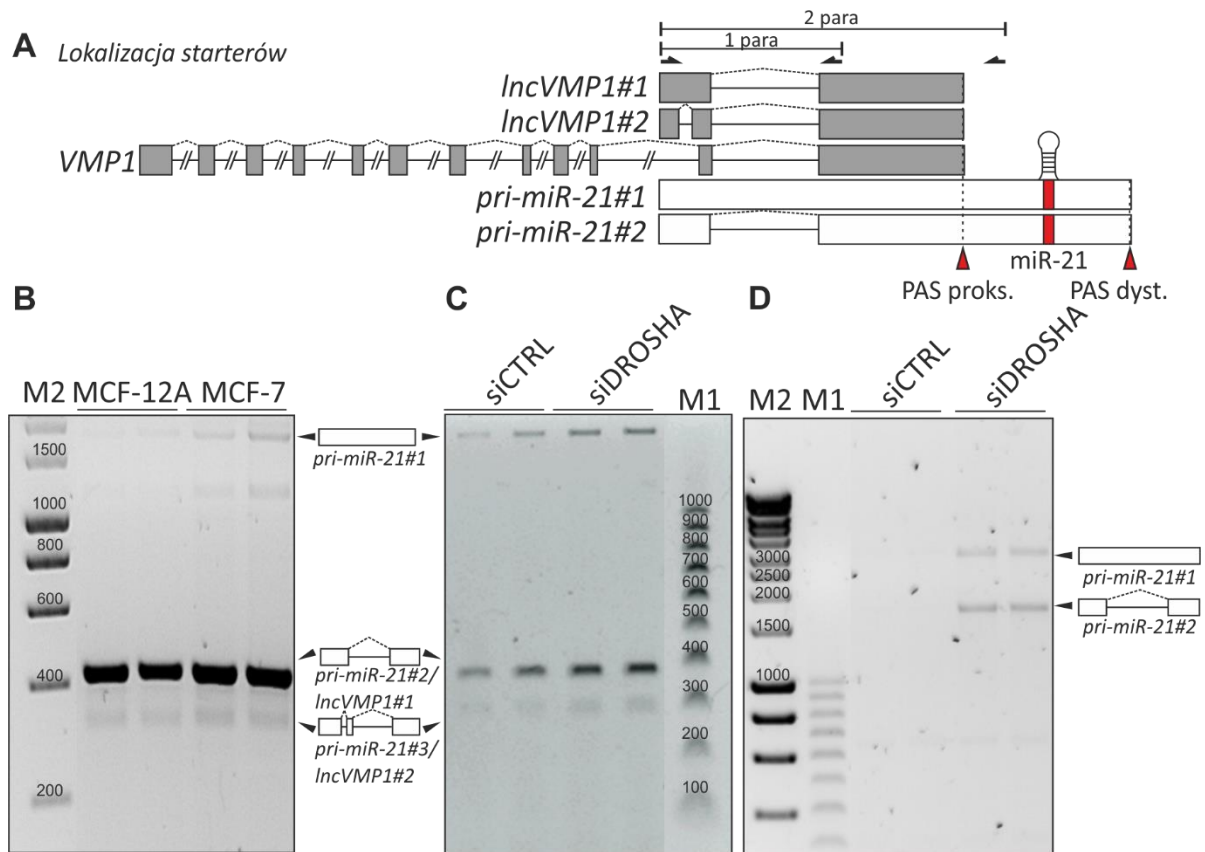 2 para
A Lokalizacja starterów
1 para
lncVMP1#1
lncVMP1#2
VMP1
pri-miR-21#1
pri-miR-21#2
miR-21
PAS proks.
PAS dyst.
B
M2 MCF-12A MCF-7
1500
1000
800
600
400
200
pri-miR-21#1
pri-miR-21#2/
lncVMP1#1
pri-miR-21#3/
lncVMP1#2
C
siCTRL
siDROSHA
M1
1000
900
800
700
600
500
400
300
200
100
D
M2 M1
siCTRL
siDROSHA
3000
2500
2000
1500
1000
pri-miR-21#1
pri-miR-21#2